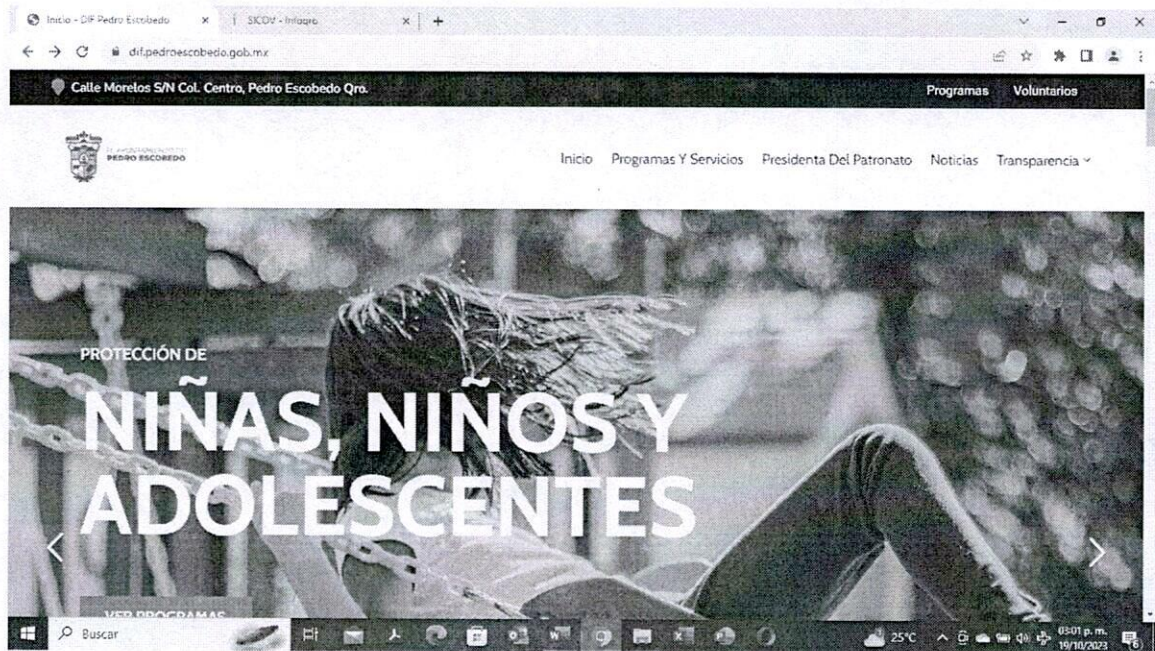 Inicio - DIF Pedro Escobedo
SICOV - Infoqro
dif.pedroescobedo.gob.mx
Calle Morelos S/N Col. Centro, Pedro Escobedo Qro.
Programas Voluntarios
PEDRO ESCOBEDO
Inicio Programas Y Servicios Presidenta Del Patronato Noticias Transparencia
PROTECCIÓN DE
NIÑAS, NIÑOS Y
ADOLESCENTES
VER PROGRAMAS
Buscar
25°C
03:01 p. m.
19/10/2023
6